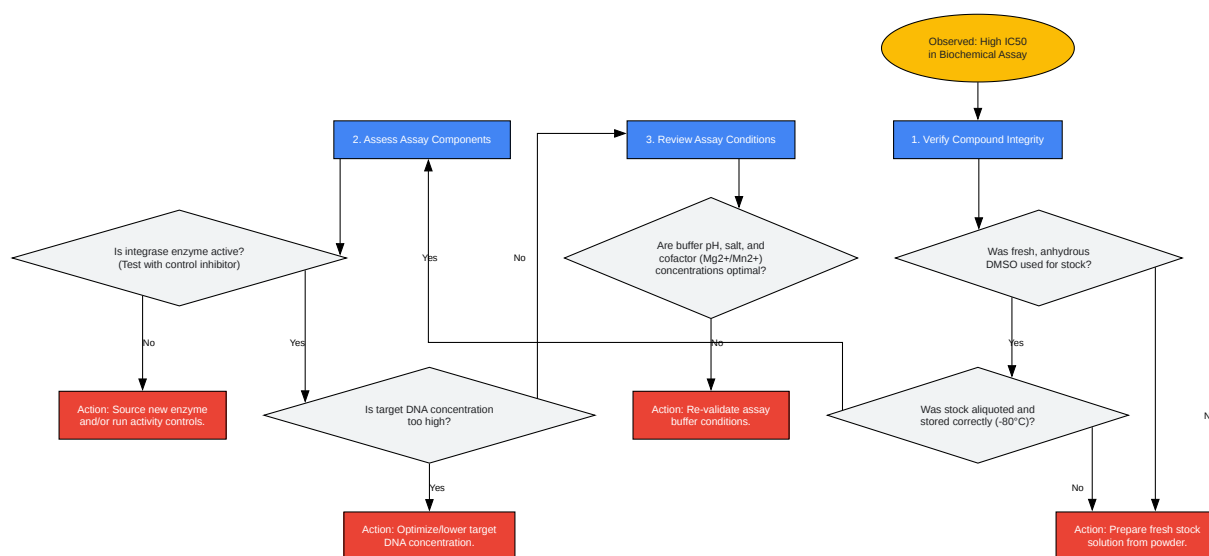 Observed: High IC50
in Biochemical Assay
2. Assess Assay Components
3. Review Assay Conditions
1. Verify Compound Integrity
Is integrase enzyme active?
(Test with control inhibitor)
Yes
No
Are buffer pH, salt, and
cofactor (Mg2+/Mn2+)
concentrations optimal?
Was fresh, anhydrous
DMSO used for stock?
No
Yes
No
Yes
Action: Source new enzyme
and/or run activity controls.
Is target DNA concentration
too high?
Action: Re-validate assay
buffer conditions.
Was stock aliquoted and
stored correctly (-80°C)?
Yes
No
Action: Optimize/lower target
DNA concentration.
Action: Prepare fresh stock
solution from powder.